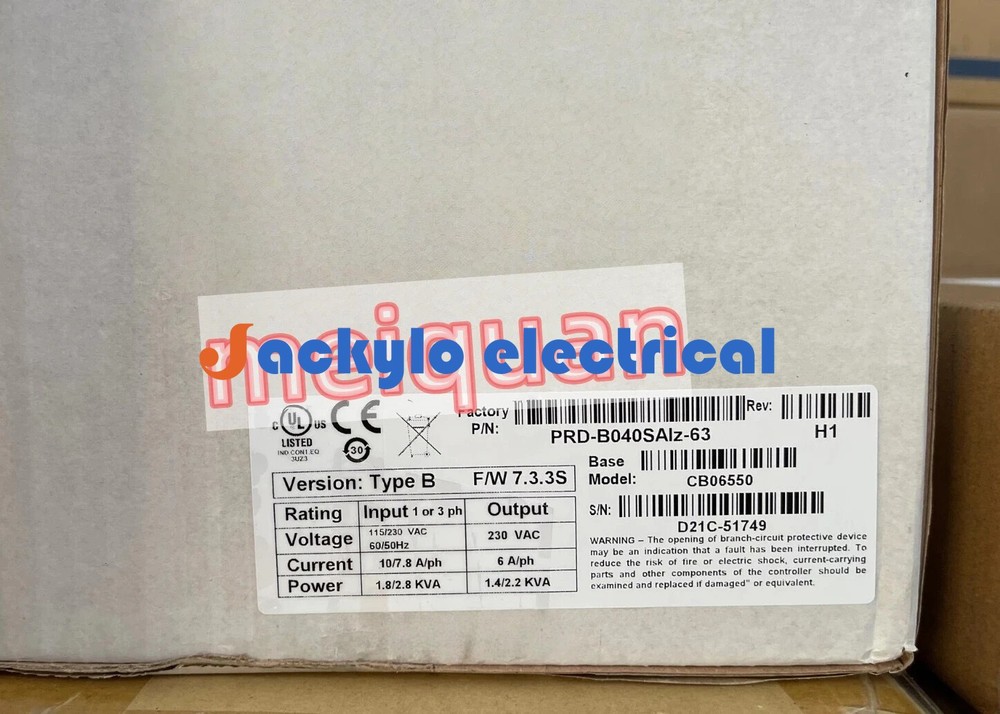 meiquan
Jackylo electrical
C UL US
LISTED
IND.CONT.EQ
3UZ3
CE
30
Factory
P/N:
PRD-B040SAIz-63
Rev:
H1
Base
Model:
CB06550
S/N:
D21C-51749
Version: Type B F/W 7.3.3S
Rating Input 1 or 3 ph Output
Voltage 115/230 VAC 230 VAC
60/50Hz
Current 10/7.8 A/ph 6 A/ph
Power 1.8/2.8 KVA 1.4/2.2 KVA
WARNING – The opening of branch-circuit protective device
may be an indication that a fault has been interrupted. To
reduce the risk of fire or electric shock, current-carrying
parts and other components of the controller should be
examined and replaced if damaged" or equivalent.